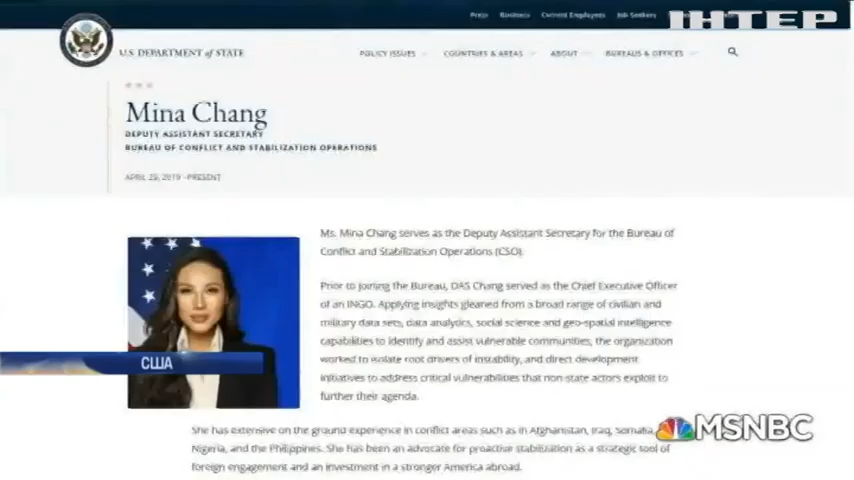 Press Business Current Employees Job Seekers
ІНТЕР
U.S. DEPARTMENT of STATE
POLICY ISSUES COUNTRIES & AREAS ABOUT BUREAUS & OFFICES
Mina Chang
DEPUTY ASSISTANT SECRETARY
BUREAU OF CONFLICT AND STABILIZATION OPERATIONS
APRIL 29, 2019 - PRESENT
Ms. Mina Chang serves as the Deputy Assistant Secretary for the Bureau of
Conflict and Stabilization Operations (CSO).
Prior to joining the Bureau, DAS Chang served as the Chief Executive Officer
of an INGO. Applying insights gleaned from a broad range of civilian and
military data sets, data analytics, social science and geo-spatial intelligence
capabilities to identify and assist vulnerable communities, the organization
worked to isolate root drivers of instability, and direct development
initiatives to address critical vulnerabilities that non-state actors exploit to
further their agenda.
США
She has extensive on the ground experience in conflict areas such as in Afghanistan, Iraq, Somalia,
MSNBC
Nigeria, and the Philippines. She has been an advocate for proactive stabilization as a strategic tool of
foreign engagement and an investment in a stronger America abroad.